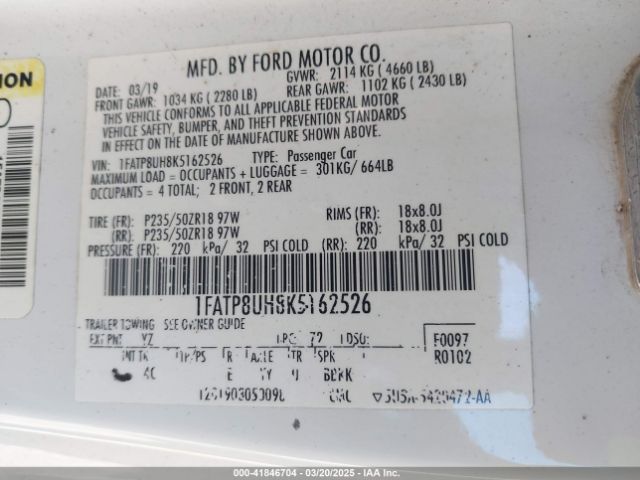 MFD. BY FORD MOTOR CO.
DATE: 03/19 GVWR: 2114 KG ( 4660 LB)
FRONT GAWR: 1034 KG ( 2280 LB) REAR GAWR: 1102 KG ( 2430 LB)
THIS VEHICLE CONFORMS TO ALL APPLICABLE FEDERAL MOTOR
VEHICLE SAFETY, BUMPER, AND THEFT PREVENTION STANDARDS
IN EFFECT ON THE DATE OF MANUFACTURE SHOWN ABOVE.
VIN: 1FATP8UH8K5162526 TYPE: Passenger Car
MAXIMUM LOAD = OCCUPANTS + LUGGAGE = 301KG/ 664LB
OCCUPANTS = 4 TOTAL; 2 FRONT, 2 REAR
TIRE (FR): P235/50ZR18 97W RIMS (FR): 18x8.0J
(RR): P235/50ZR18 97W (RR): 18x8.0J
PRESSURE (FR): 220 kPa/ 32 PSI COLD (RR): 220 kPa/ 32 PSI COLD
1FATP8UH8K5162526
TRAILER TOWING SEE OWNER GUIDE
EXT PNT YZ 72 F0097
R0102
000-41846704 — 03/20/2025 — IAA Inc.